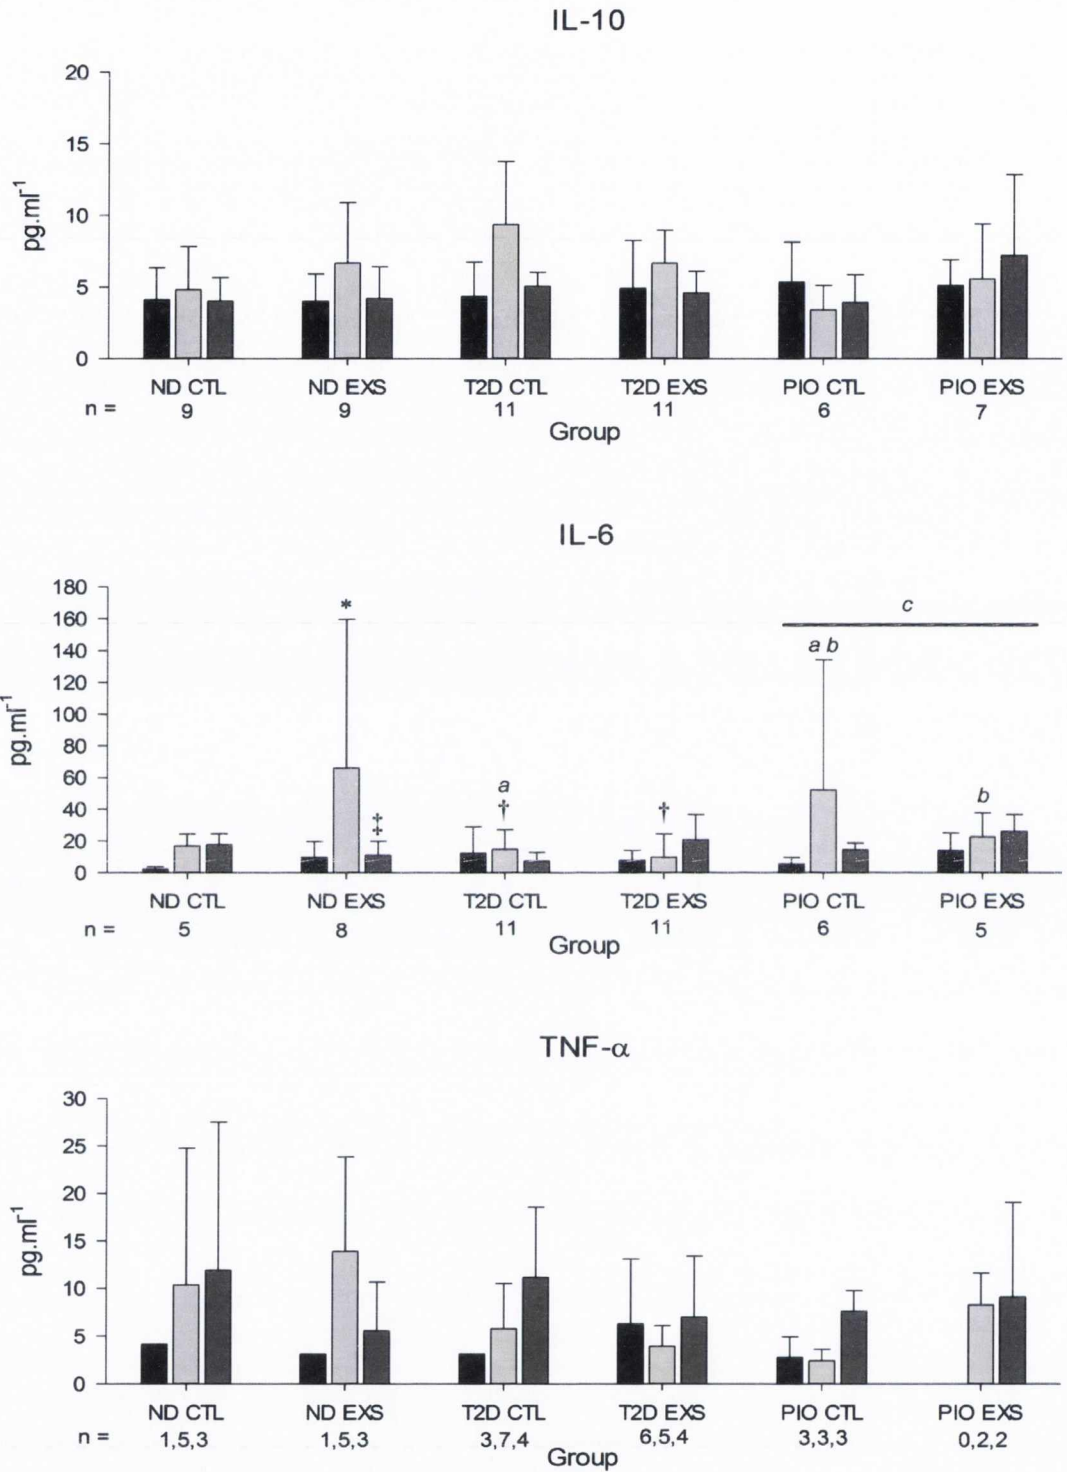 IL-10
20
15
10
5
0
pg.ml-1
ND CTL ND EXS T2D CTL T2D EXS PIO CTL PIO EXS
n = 9 9 11 11 6 7
Group
IL-6
180
160
140
120
100
80
60
40
20
0
pg.ml-1
* c
a b
‡ a † † b
ND CTL ND EXS T2D CTL T2D EXS PIO CTL PIO EXS
n = 5 8 11 11 6 5
Group
TNF-α
30
25
20
15
10
5
0
pg.ml-1
ND CTL ND EXS T2D CTL T2D EXS PIO CTL PIO EXS
n = 1,5,3 1,5,3 3,7,4 6,5,4 3,3,3 0,2,2
Group